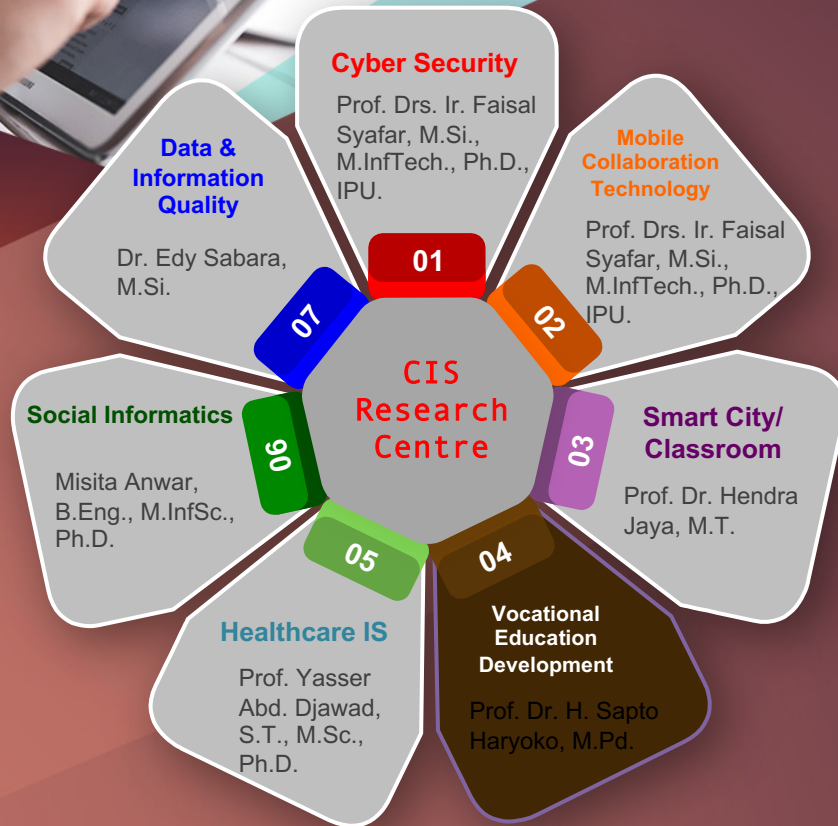 Cyber Security
Prof. Drs. Ir. Faisal
Syafar, M.Si.,
M.InfTech., Ph.D.,
IPU.
01
Mobile
Collaboration
Technology
Prof. Drs. Ir. Faisal
Syafar, M.Si.,
M.InfTech., Ph.D.,
IPU.
02
Smart City/
Classroom
Prof. Dr. Hendra
Jaya, M.T.
03
Vocational
Education
Development
Prof. Dr. H. Sapto
Haryoko, M.Pd.
04
Healthcare IS
Prof. Yasser
Abd. Djawad,
S.T., M.Sc.,
Ph.D.
05
Social Informatics
Misita Anwar,
B.Eng., M.InfSc.,
Ph.D.
06
Data &
Information
Quality
Dr. Edy Sabara,
M.Si.
07
CIS
Research
Centre